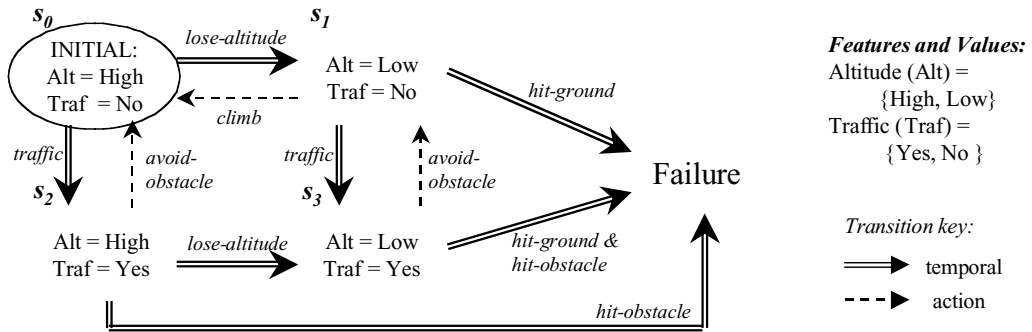 s0
s1
INITIAL:
Alt = High
Traf = No
lose-altitude
Alt = Low
Traf = No
climb
hit-ground
traffic
avoid-
obstacle
traffic
avoid-
obstacle
s2
s3
Failure
Alt = High
Traf = Yes
lose-altitude
Alt = Low
Traf = Yes
hit-ground &
hit-obstacle
hit-obstacle
Features and Values:
Altitude (Alt) =
{High, Low}
Traffic (Traf) =
{Yes, No }
Transition key:
temporal
action